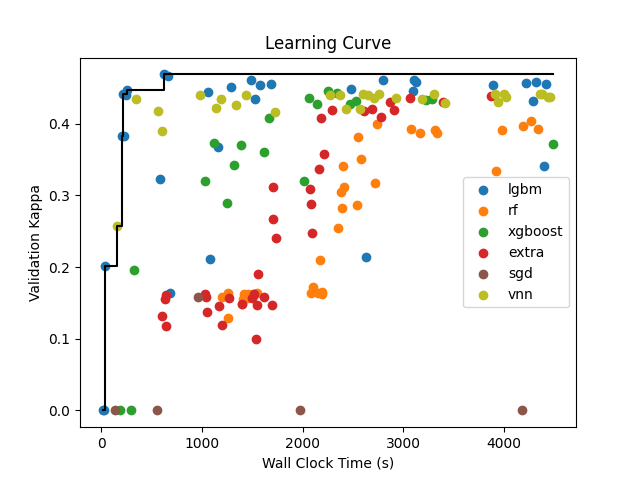 Learning Curve
Validation Kappa
0.4
0.3
0.2
0.1
0.0
lgbm
rf
xgboost
extra
sgd
vnn
0 1000 2000 3000 4000
Wall Clock Time (s)